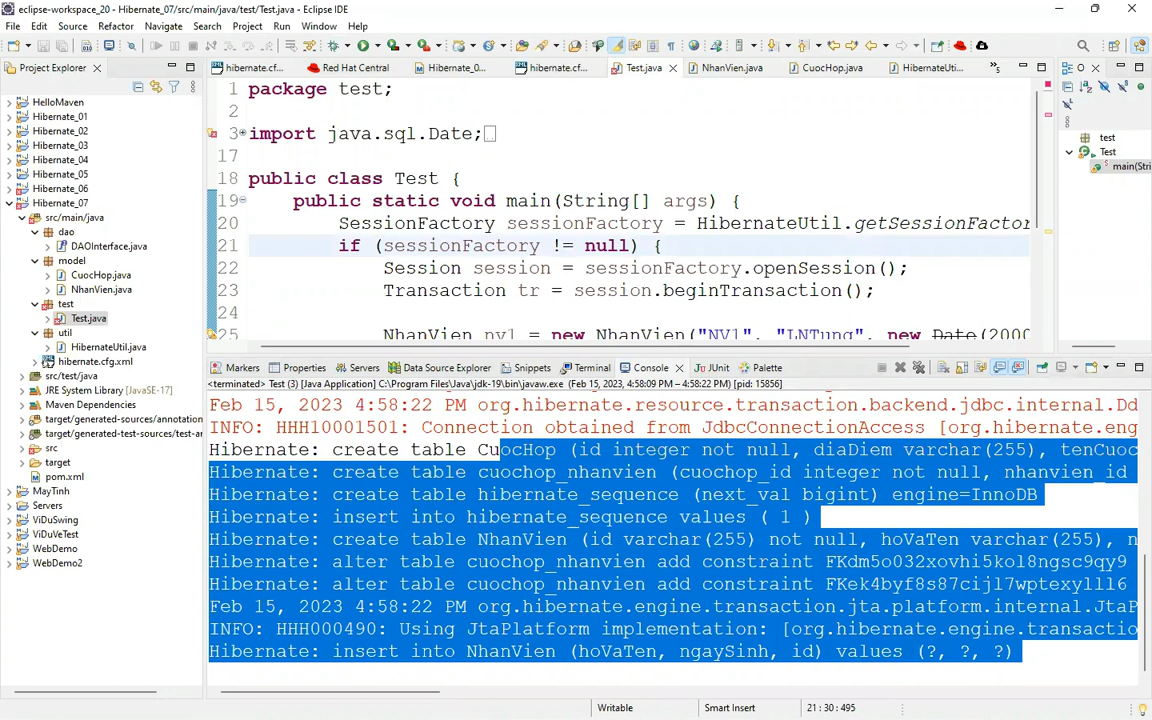 eclipse-workspace_20 - Hibernate_07/src/main/java/test/Test.java - Eclipse IDE
File Edit Source Refactor Navigate Search Project Run Window Help
Project Explorer
HelloMaven
Hibernate_01
Hibernate_02
Hibernate_03
Hibernate_04
Hibernate_05
Hibernate_06
Hibernate_07
src/main/java
dao
DAOInterface.java
model
CuocHop.java
NhanVien.java
test
Test.java
util
HibernateUtil.java
hibernate.cfg.xml
src/test/java
JRE System Library [JavaSE-17]
Maven Dependencies
target/generated-sources/annotation
target/generated-test-sources/test-ar
src
target
pom.xml
MayTinh
Servers
ViDuSwing
ViDuVeTest
WebDemo
WebDemo2
hibernate.cf... Red Hat Central Hibernate_0... hibernate.cf... Test.java NhanVien.java CuocHop.java HibernateUti... »5
1 package test;
2
3 import java.sql.Date;
17
18 public class Test {
19 public static void main(String[] args) {
20 SessionFactory sessionFactory = HibernateUtil.getSessionFactor
21 if (sessionFactory != null) {
22 Session session = sessionFactory.openSession();
23 Transaction tr = session.beginTransaction();
24
25 NhanVien nv1 = new NhanVien("NV1", "LNTung", new Date(2000
O
test
Test
main(Stri
Markers Properties Servers Data Source Explorer Snippets Terminal Console JUnit Palette
<terminated> Test (3) [Java Application] C:\Program Files\Java\jdk-19\bin\javaw.exe (Feb 15, 2023 4:58:09 PM – 4:58:22 PM) [pid: 15856]
Feb 15, 2023 4:58:22 PM org.hibernate.resource.transaction.backend.jdbc.internal.Dd
INFO: HHH10001501: Connection obtained from JdbcConnectionAccess [org.hibernate.eng
Hibernate: create table CuocHop (id integer not null, diaDiem varchar(255), tenCuoc
Hibernate: create table cuochop_nhanvien (cuochop_id integer not null, nhanvien_id
Hibernate: create table hibernate_sequence (next_val bigint) engine=InnoDB
Hibernate: insert into hibernate_sequence values ( 1 )
Hibernate: create table NhanVien (id varchar(255) not null, hoVaTen varchar(255), n
Hibernate: alter table cuochop_nhanvien add constraint FKdm5o032xovhi5kol8ngsc9qy9
Hibernate: alter table cuochop_nhanvien add constraint FKek4byf8s87cijl7wptexylll6
Feb 15, 2023 4:58:22 PM org.hibernate.engine.transaction.jta.platform.internal.JtaP
INFO: HHH000490: Using JtaPlatform implementation: [org.hibernate.engine.transactio
Hibernate: insert into NhanVien (hoVaTen, ngaySinh, id) values (?, ?, ?)
Writable Smart Insert 21 : 30 : 495